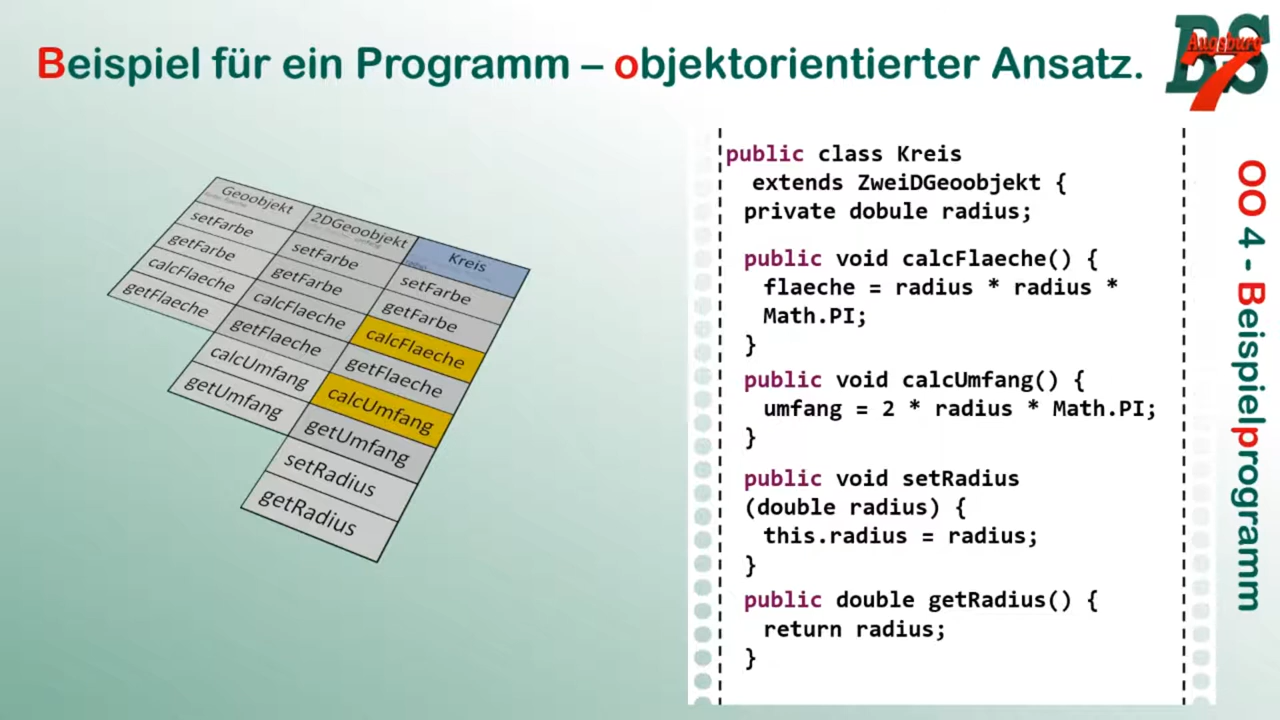 Beispiel für ein Programm – objektorientierter Ansatz.
BS
Augsburg
7
Geoobjekt
setFarbe
getFarbe
calcFlaeche
getFlaeche
2DGeoobjekt
setFarbe
getFarbe
calcFlaeche
getFlaeche
calcUmfang
getUmfang
Kreis
setFarbe
getFarbe
calcFlaeche
getFlaeche
calcUmfang
getUmfang
setRadius
getRadius
public class Kreis
extends ZweiDGeoobjekt {
private dobule radius;
public void calcFlaeche() {
flaeche = radius * radius *
Math.PI;
}
public void calcUmfang() {
umfang = 2 * radius * Math.PI;
}
public void setRadius
(double radius) {
this.radius = radius;
}
public double getRadius() {
return radius;
}
OO 4 - Beispielprogramm